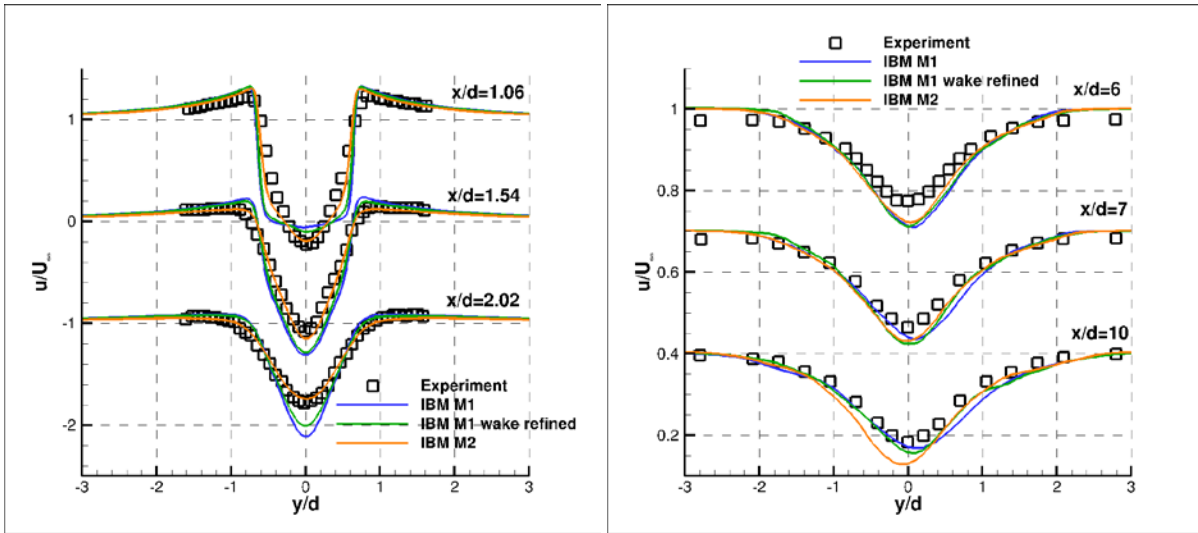 x/d=1.06
x/d=1.54
x/d=2.02
Experiment
IBM M1
IBM M1 wake refined
IBM M2
1
0
-1
-2
u/U∞
-3
-2
-1
0
1
2
3
y/d
Experiment
IBM M1
IBM M1 wake refined
IBM M2
x/d=6
x/d=7
x/d=10
1
0.8
0.6
0.4
0.2
u/U∞
-3
-2
-1
0
1
2
3
y/d